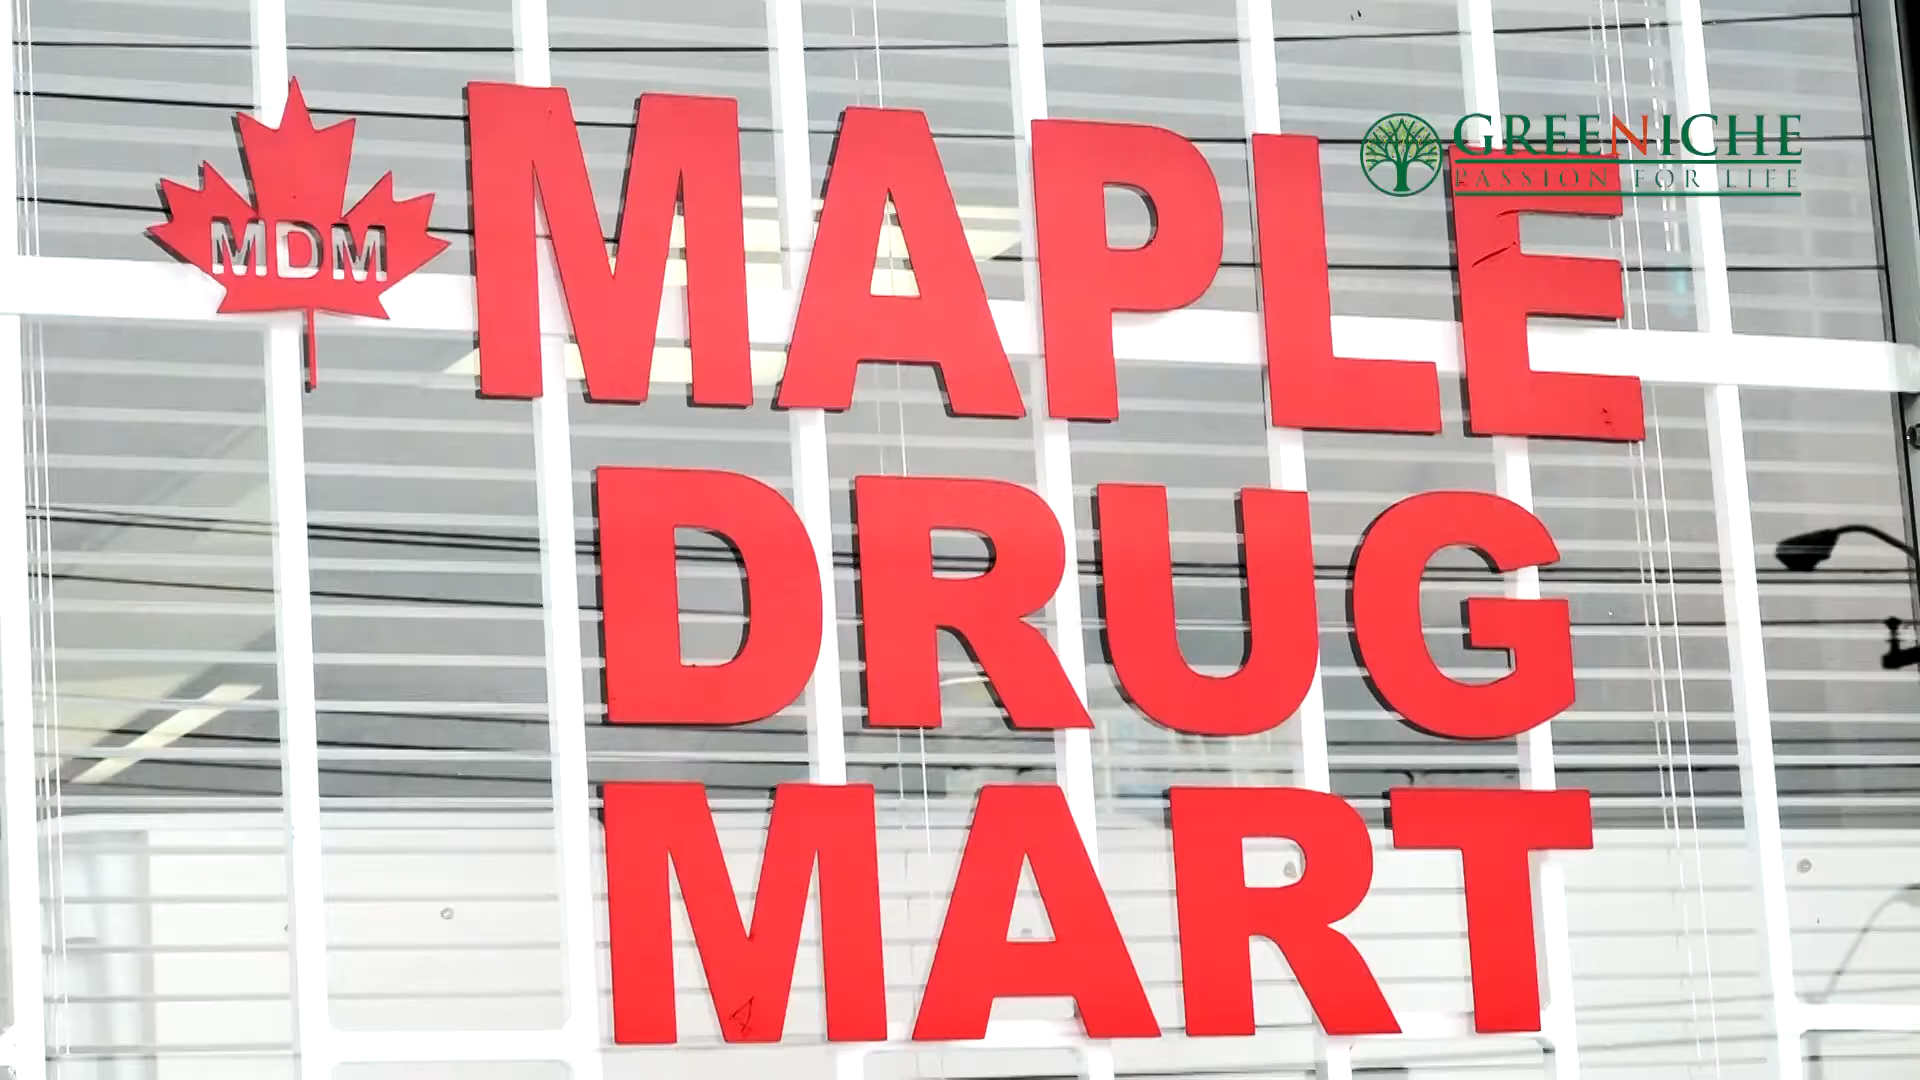 MDM
MAPLE
GREENICHE
PASSION FOR LIFE
DRUG
MART